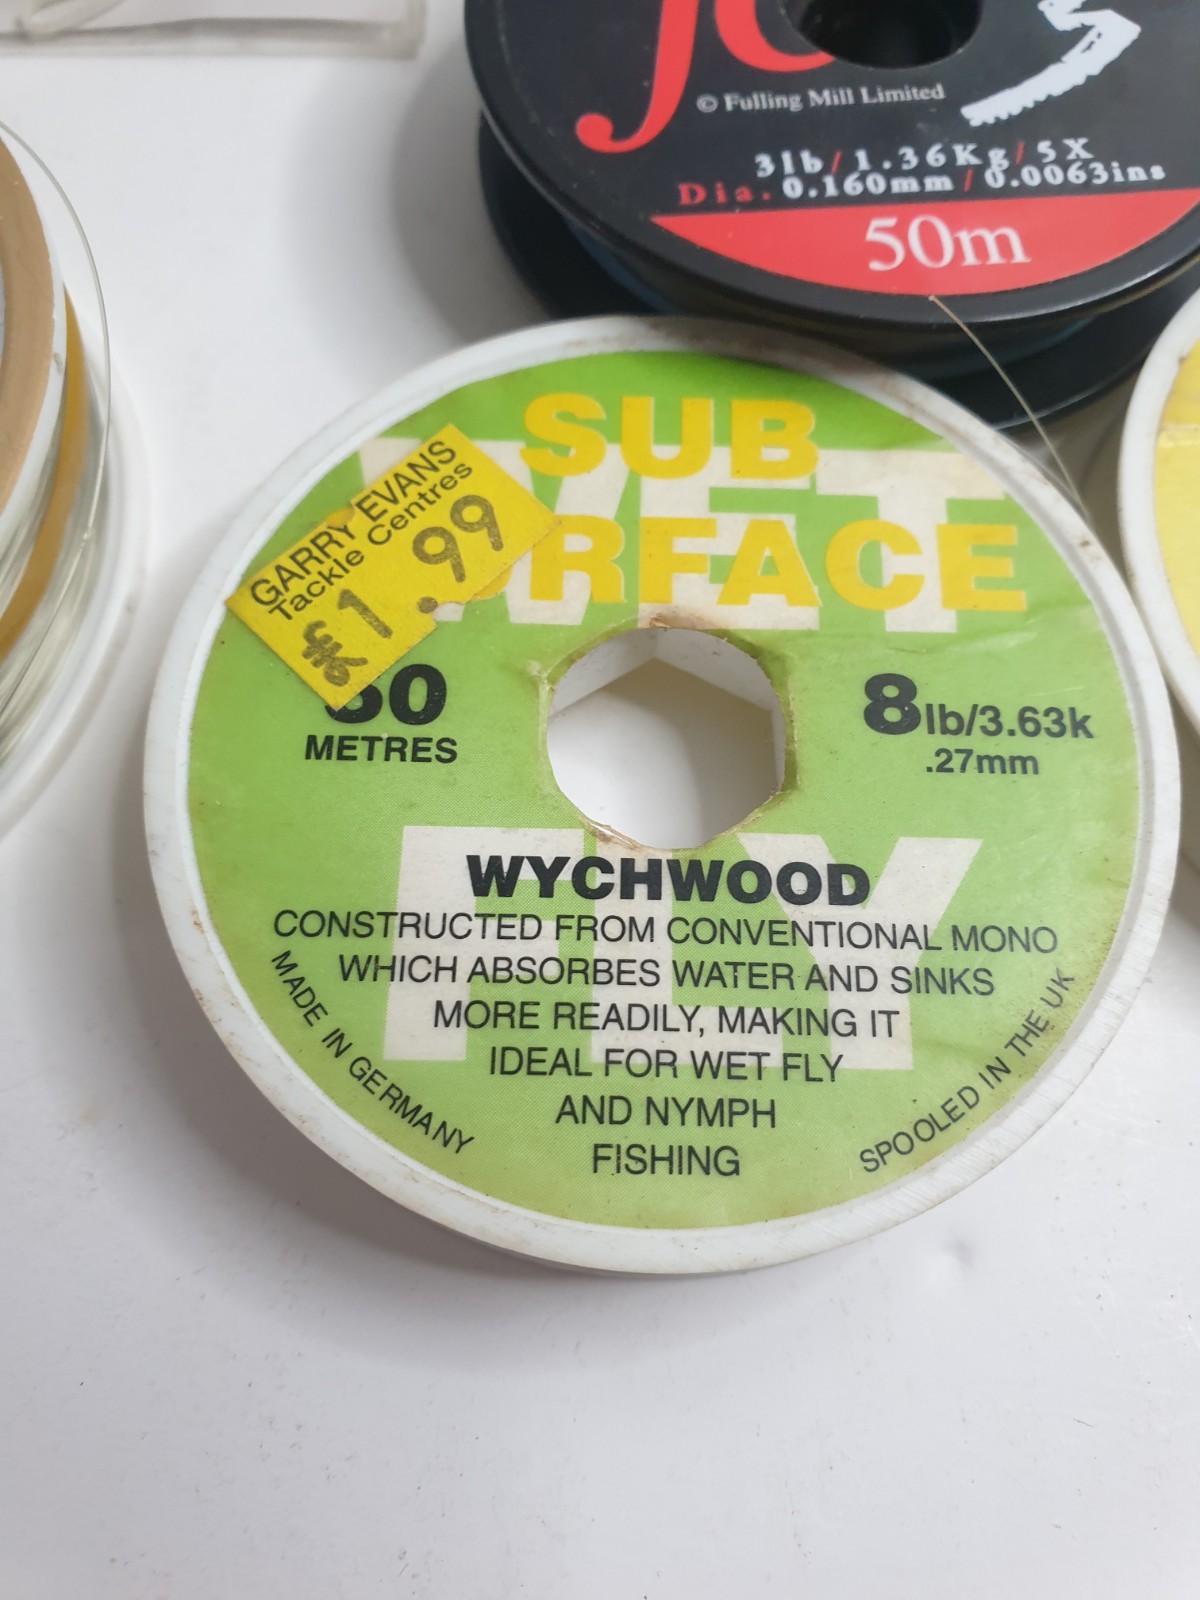 © Fulling Mill Limited
3lb/1.36Kg/5X
Dia. 0.160mm/0.0063ins
50m
SUB
WET
RFACE
GARRY EVANS
Tackle Centres
£1.99
METRES
8lb/3.63k
.27mm
FLY
WYCHWOOD
CONSTRUCTED FROM CONVENTIONAL MONO
WHICH ABSORBES WATER AND SINKS
MORE READILY, MAKING IT
IDEAL FOR WET FLY
AND NYMPH
FISHING
MADE IN GERMANY
SPOOLED IN THE UK